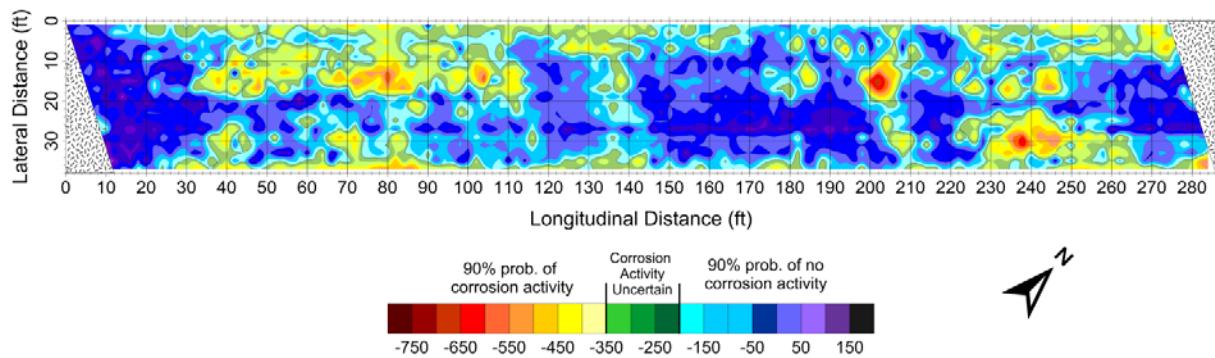 Lateral Distance (ft)
0
10
20
30
0 10 20 30 40 50 60 70 80 90 100 110 120 130 140 150 160 170 180 190 200 210 220 230 240 250 260 270 280
Longitudinal Distance (ft)
90% prob. of
corrosion activity
Corrosion
Activity
Uncertain
90% prob. of no
corrosion activity
N
-750 -650 -550 -450 -350 -250 -150 -50 50 150